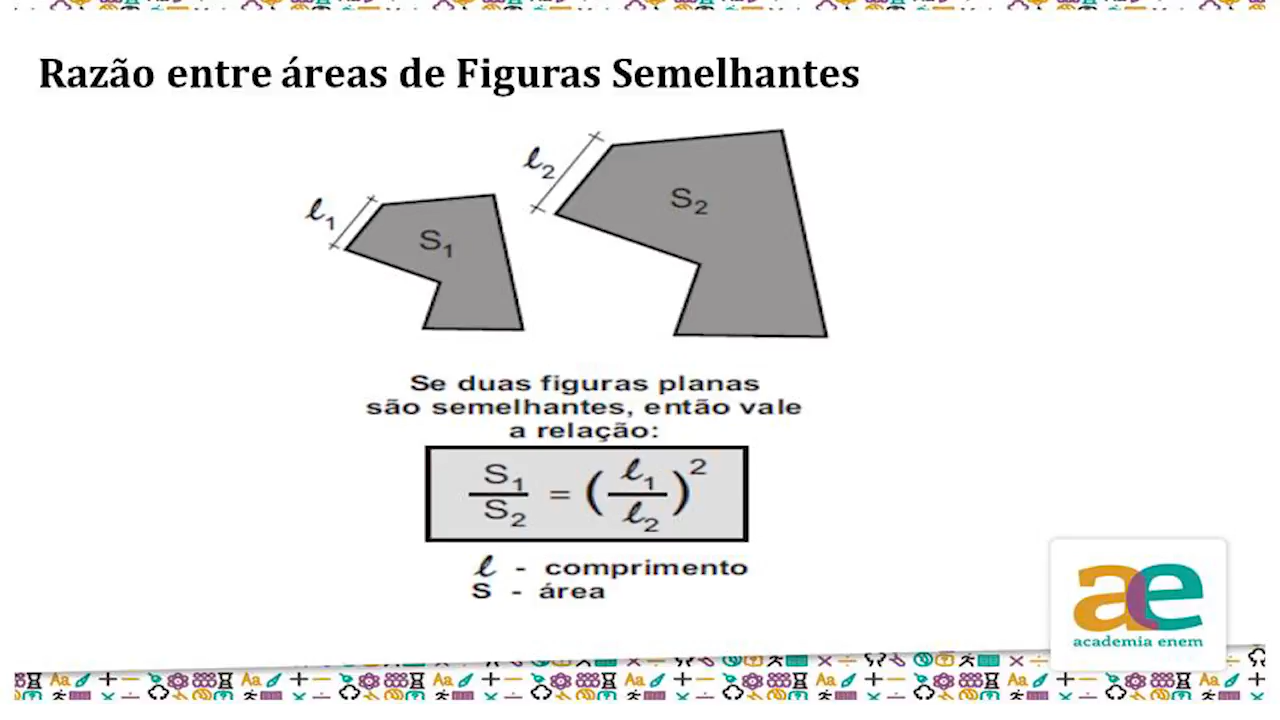 Razão entre áreas de Figuras Semelhantes
ℓ2
S2
ℓ1
S1
Se duas figuras planas
são semelhantes, então vale
a relação:
S1/S2 = (ℓ1/ℓ2)²
ℓ - comprimento
S - área
ae
academia enem